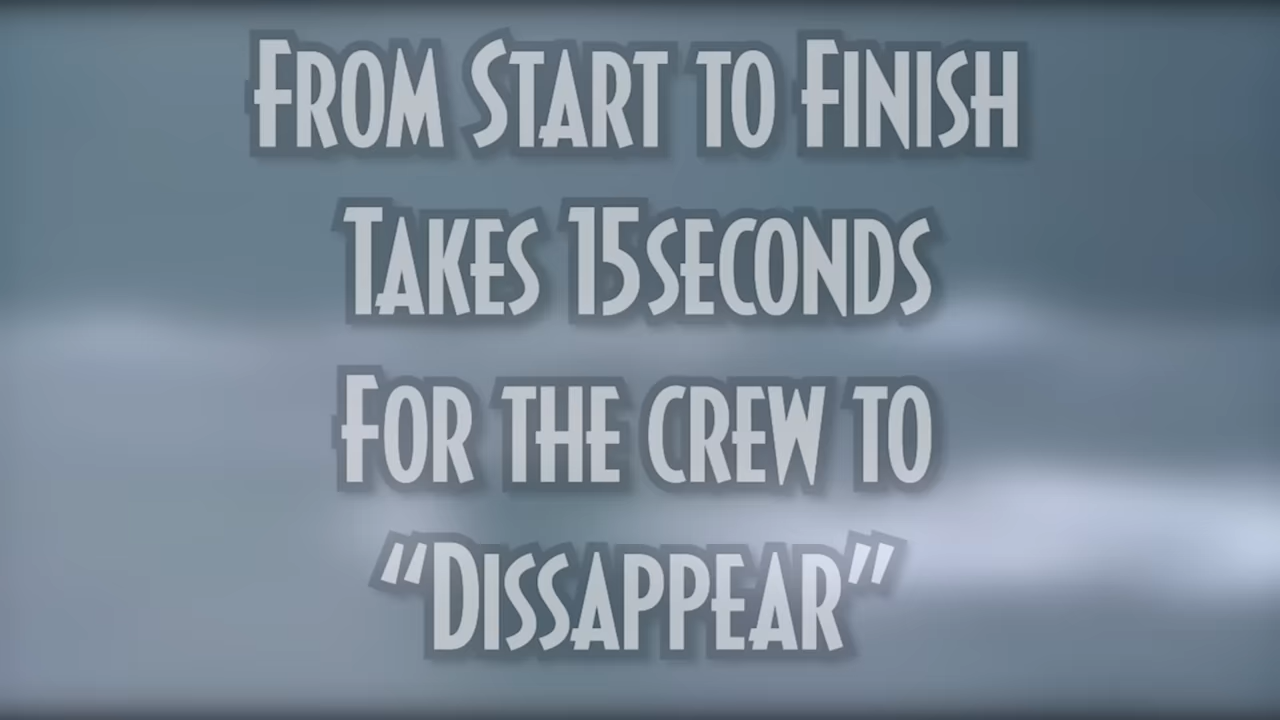 From Start to Finish
Takes 15seconds
For the crew to
“Dissappear”